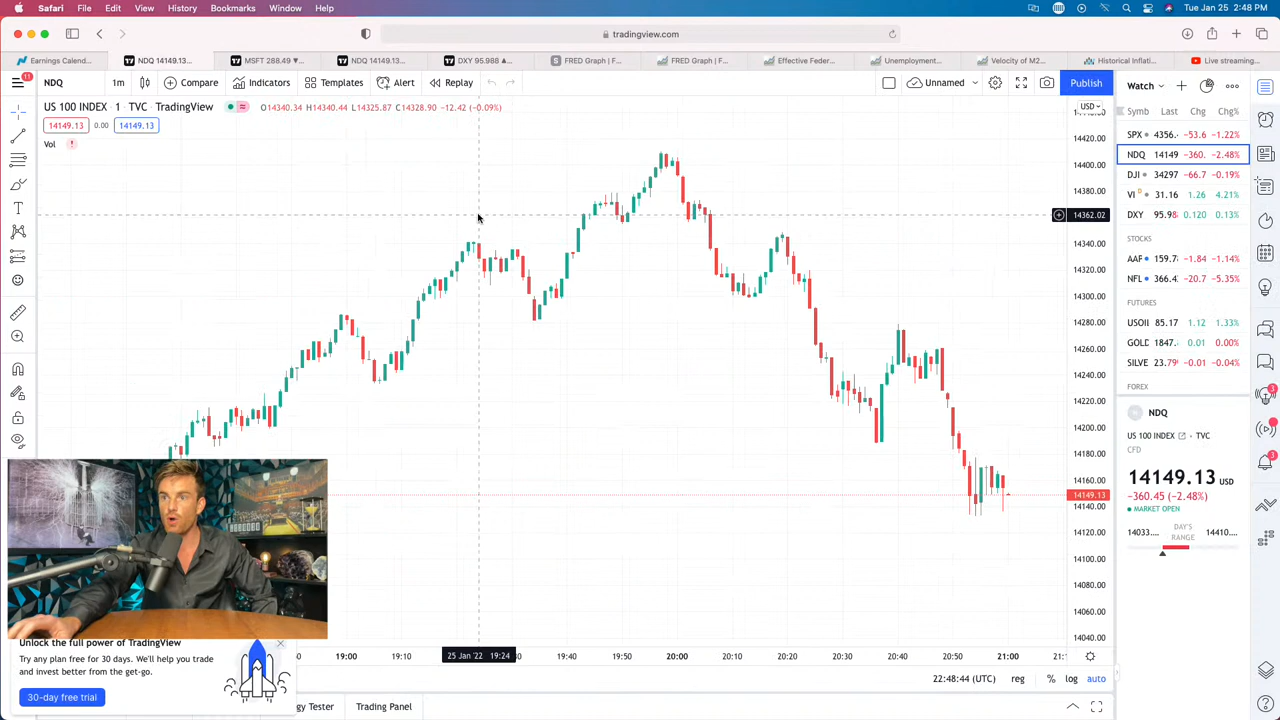 Safari File Edit View History Bookmarks Window Help
Tue Jan 25 2:48 PM
tradingview.com
Earnings Calend... NDQ 14149.13... MSFT 288.49 NDQ 14149.13... DXY 95.988 FRED Graph | F... FRED Graph | F... Effective Feder... Unemployment... Velocity of M2... Historical Inflati... Live streaming...
11
NDQ 1m Compare Indicators Templates Alert Replay Unnamed Publish
US 100 INDEX · 1 · TVC · TradingView O14340.34 H14340.44 L14325.87 C14328.90 −12.42 (−0.09%)
14149.13 0.00 14149.13
Vol
USD
14420.00
14400.00
14380.00
14362.02
14340.00
14320.00
14300.00
14280.00
14260.00
14240.00
14220.00
14200.00
14180.00
14160.00
14149.13
14140.00
14120.00
14100.00
14080.00
14060.00
14040.00
19:00 19:10 25 Jan '22 19:24 19:40 19:50 20:00 20:10 20:20 20:30 20:40 20:50 21:00 21:1
22:48:44 (UTC) reg % log auto
gy Tester Trading Panel
Watch
Symb Last Chg Chg%
SPX 4356. −53.6 −1.22%
NDQ 14149 −360. −2.48%
DJI 34297 −66.7 −0.19%
VI D 31.16 1.26 4.21%
DXY 95.98 0.120 0.13%
STOCKS
AAF 159.7 −1.84 −1.14%
NFL 366.4 −20.7 −5.35%
FUTURES
USOII 85.17 1.12 1.33%
GOLD 1847. 0.01 0.00%
SILVE 23.79 −0.01 −0.04%
FOREX
NDQ
US 100 INDEX · TVC
CFD
14149.13 USD
−360.45 (−2.48%)
MARKET OPEN
14033.... DAY'S RANGE 14410....
3
3
Unlock the full power of TradingView
Try any plan free for 30 days. We'll help you trade
and invest better from the get-go.
30-day free trial